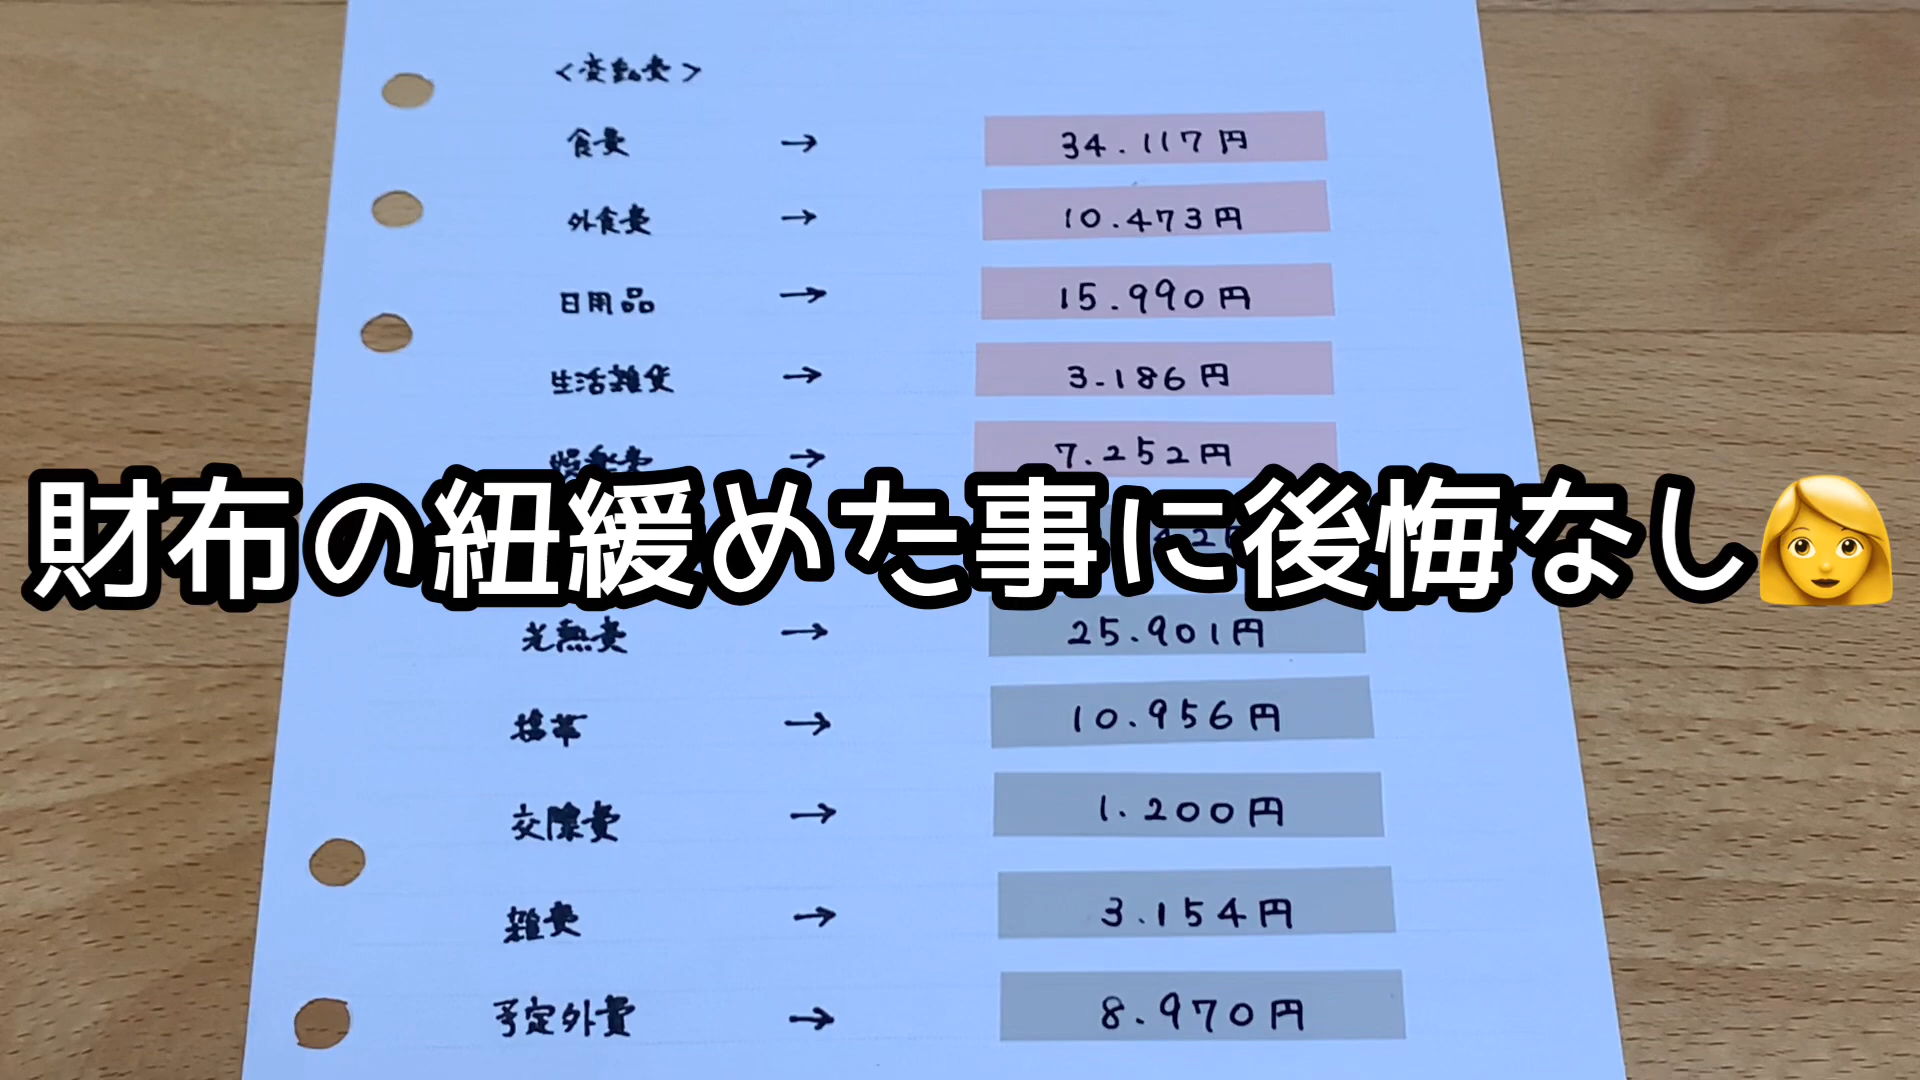 <変動費>
食費 → 34.117円
外食費 → 10.473円
日用品 → 15.990円
生活雑貨 → 3.186円
娯楽費 → 7.252円
財布の紐緩めた事に後悔なし👩
光熱費 → 25.901円
携帯 → 10.956円
交際費 → 1.200円
雑費 → 3.154円
予定外費 → 8.970円